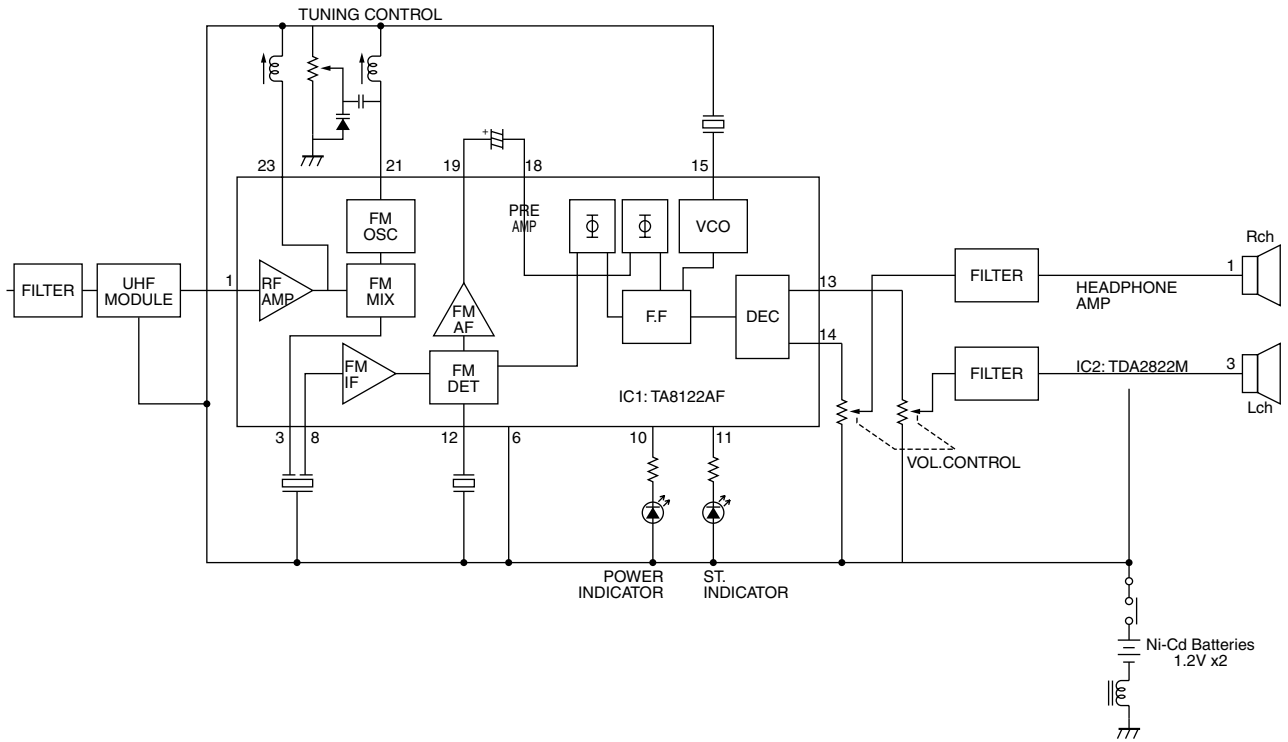 TUNING CONTROL
23
21
19
18
15
PRE
AMP
FM
OSC
Φ
Φ
VCO
FILTER
UHF
MODULE
1
RF
AMP
FM
MIX
FM
AF
FM
IF
FM
DET
F.F
DEC
13
14
IC1: TA8122AF
FILTER
1
Rch
HEADPHONE
AMP
FILTER
IC2: TDA2822M
3
Lch
3
8
12
6
10
11
VOL.CONTROL
POWER
INDICATOR
ST.
INDICATOR
+
Ni-Cd Batteries
1.2V x2